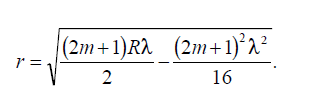 r = √((2m+1)Rλ/2 − (2m+1)²λ²/16).